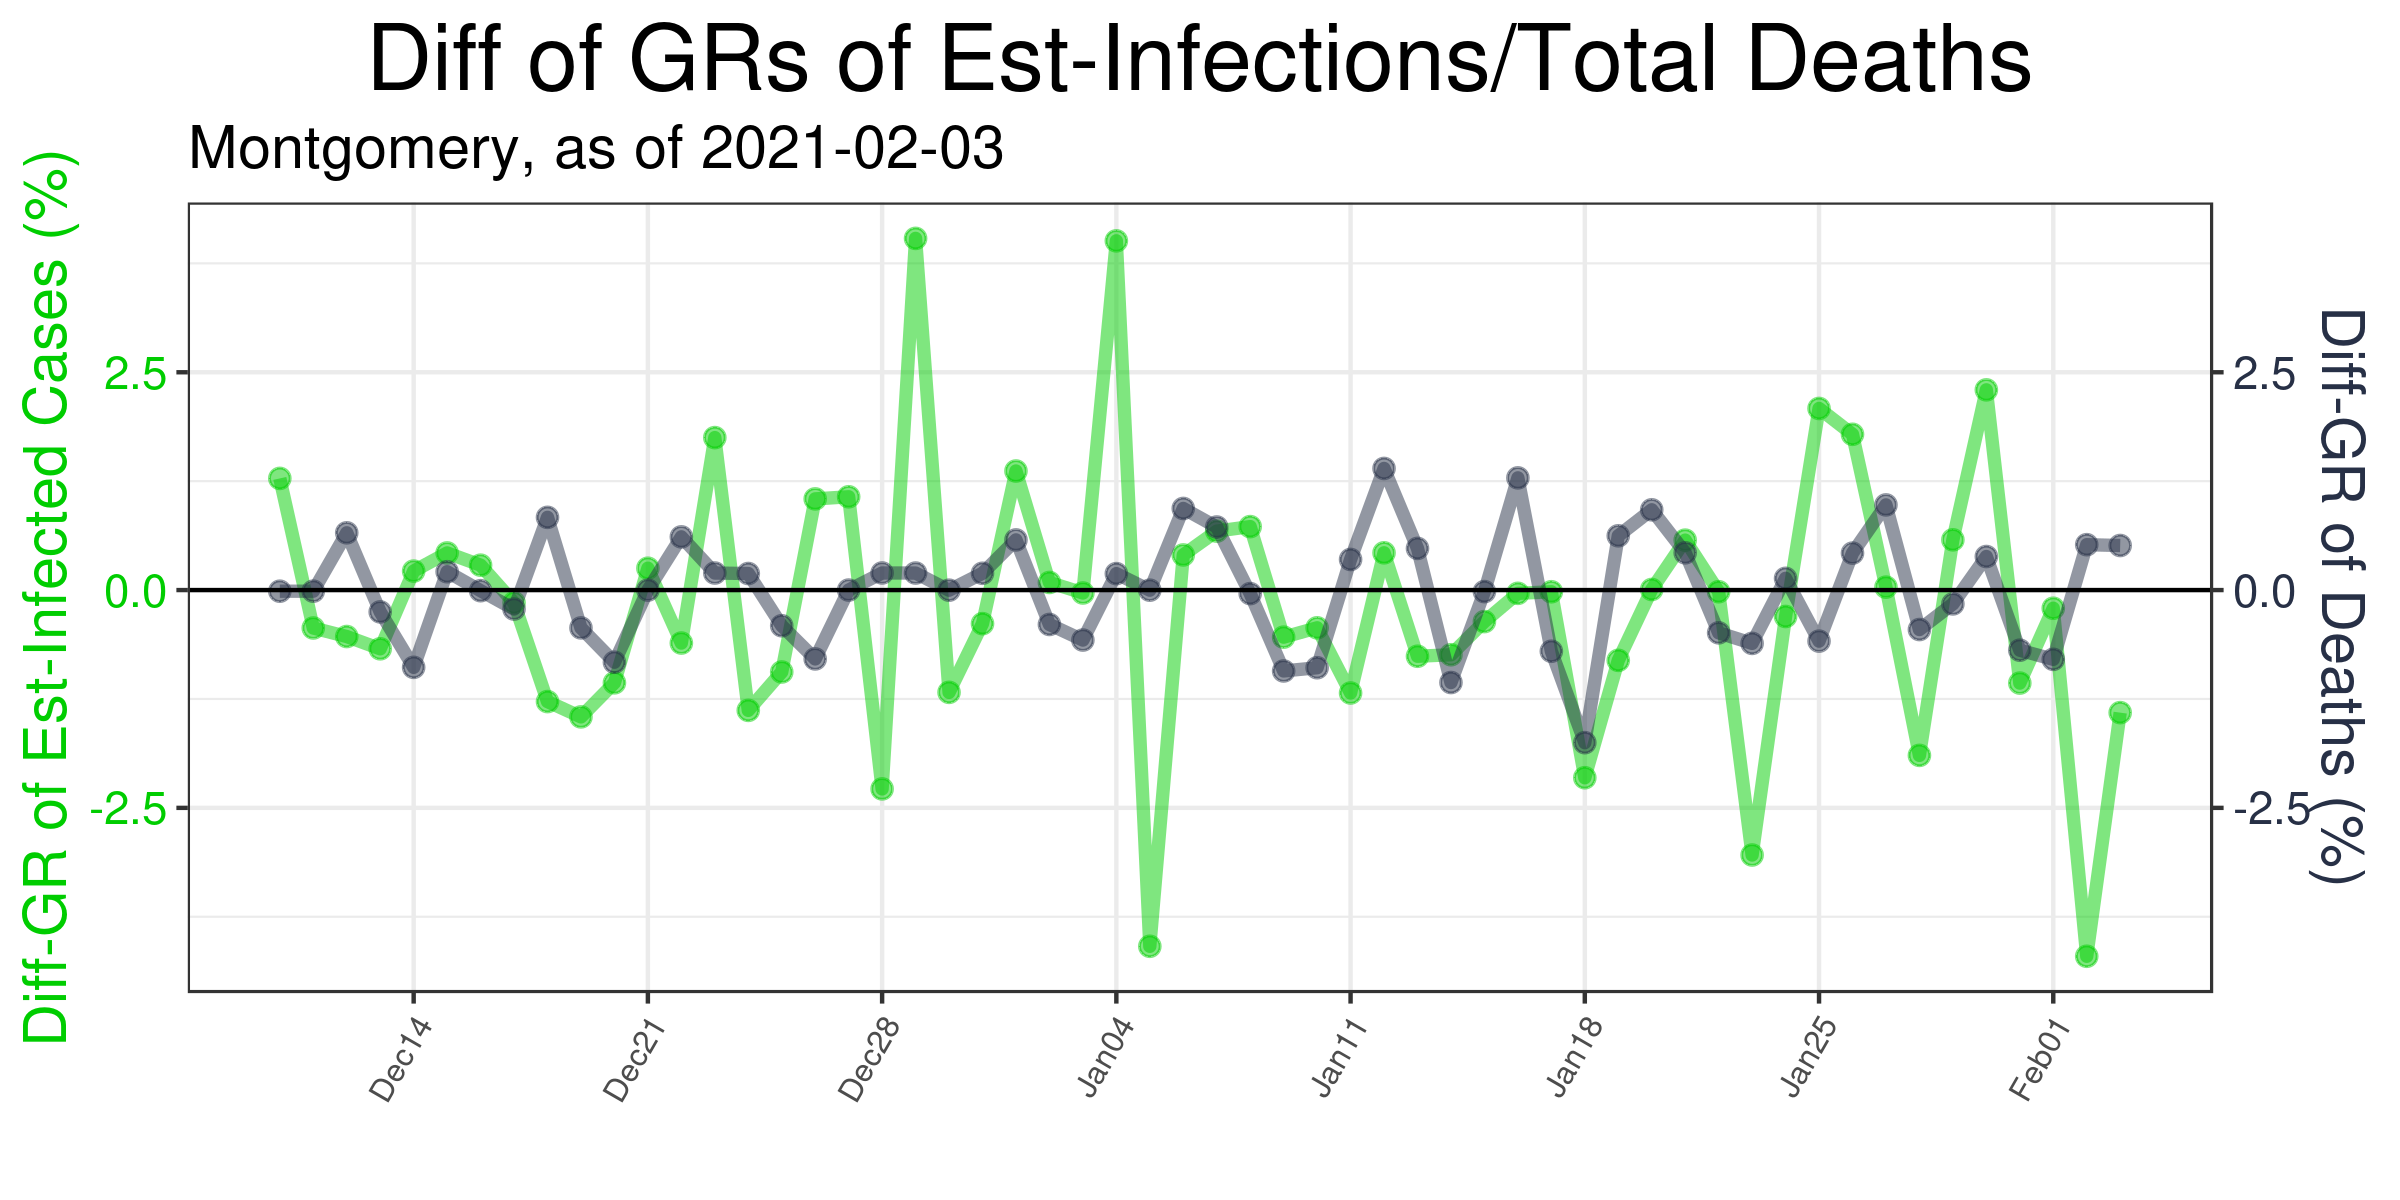 Diff of GRs of Est-Infections/Total Deaths
Montgomery, as of 2021-02-03
Diff-GR of Est-Infected Cases (%)
2.5
0.0
-2.5
2.5
0.0
-2.5
Diff-GR of Deaths (%)
Dec14
Dec21
Dec28
Jan04
Jan11
Jan18
Jan25
Feb01